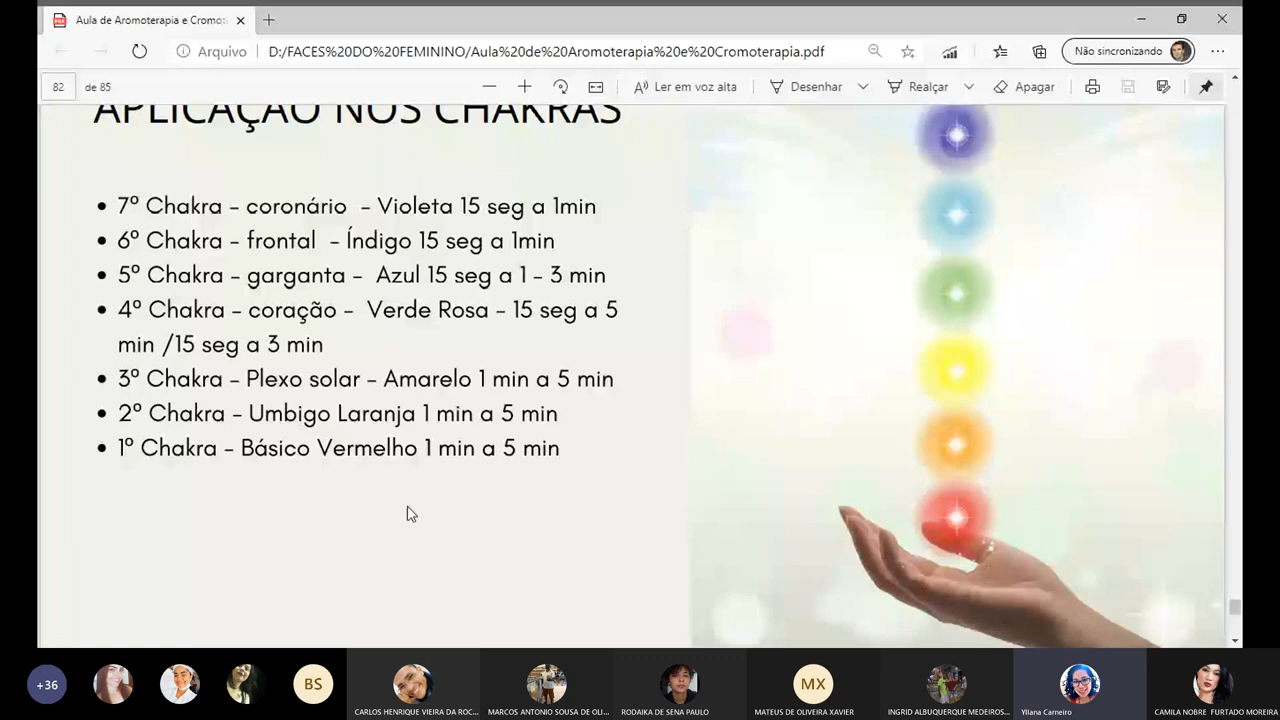 Aula de Aromoterapia e Cromot
Arquivo
D:/FACES%20DO%20FEMININO/Aula%20de%20Aromoterapia%20e%20Cromoterapia.pdf
Não sincronizando
82 de 85
Ler em voz alta
Desenhar
Realçar
Apagar
APLICAÇÃO NOS CHAKRAS
• 7º Chakra - coronário - Violeta 15 seg a 1min
• 6º Chakra - frontal - Índigo 15 seg a 1min
• 5º Chakra - garganta - Azul 15 seg a 1 - 3 min
• 4º Chakra - coração - Verde Rosa - 15 seg a 5
min /15 seg a 3 min
• 3º Chakra - Plexo solar - Amarelo 1 min a 5 min
• 2º Chakra - Umbigo Laranja 1 min a 5 min
• 1º Chakra - Básico Vermelho 1 min a 5 min
+36
BS
MX
CARLOS HENRIQUE VIEIRA DA ROC...
MARCOS ANTONIO SOUSA DE OLI...
RODAIKA DE SENA PAULO
MATEUS DE OLIVEIRA XAVIER
INGRID ALBUQUERQUE MEDEIROS...
Yllana Carneiro
CAMILA NOBRE FURTADO MOREIRA